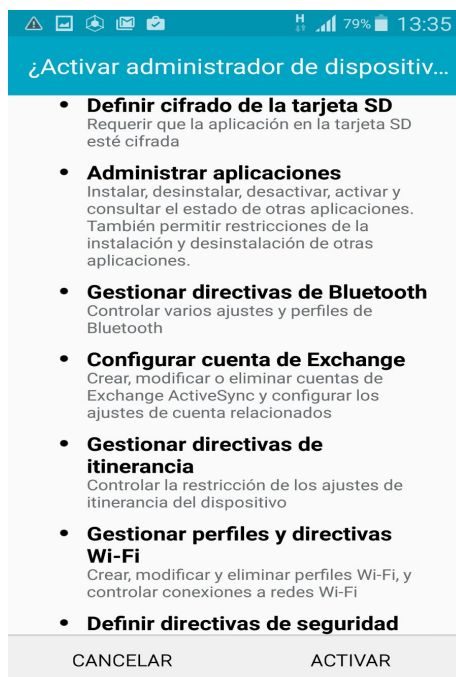 H 79% 13:35
¿Activar administrador de dispositiv...
• Definir cifrado de la tarjeta SD
Requerir que la aplicación en la tarjeta SD
esté cifrada
• Administrar aplicaciones
Instalar, desinstalar, desactivar, activar y
consultar el estado de otras aplicaciones.
También permitir restricciones de la
instalación y desinstalación de otras
aplicaciones.
• Gestionar directivas de Bluetooth
Controlar varios ajustes y perfiles de
Bluetooth
• Configurar cuenta de Exchange
Crear, modificar o eliminar cuentas de
Exchange ActiveSync y configurar los
ajustes de cuenta relacionados
• Gestionar directivas de
itinerancia
Controlar la restricción de los ajustes de
itinerancia del dispositivo
• Gestionar perfiles y directivas
Wi-Fi
Crear, modificar y eliminar perfiles Wi-Fi, y
controlar conexiones a redes Wi-Fi
• Definir directivas de seguridad
CANCELAR ACTIVAR